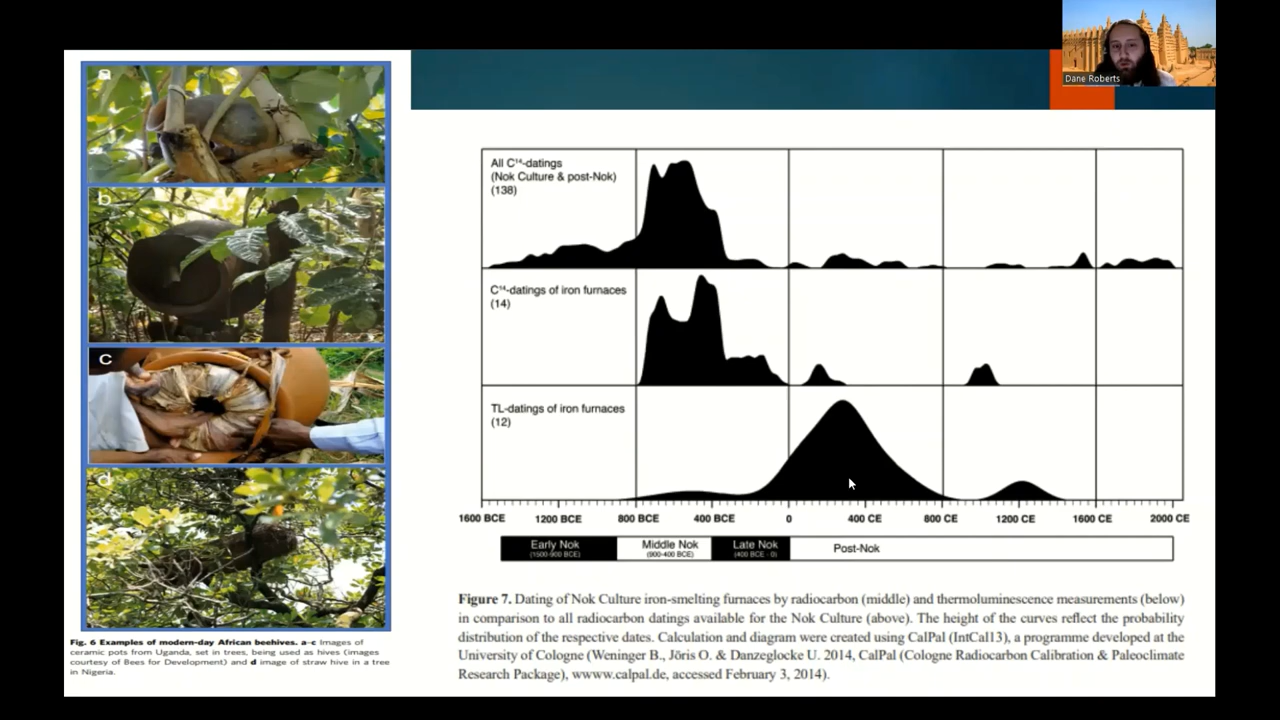 Dane Roberts
a
b
c
d
Fig. 6 Examples of modern-day African beehives. a-c Images of
ceramic pots from Uganda, set in trees, being used as hives (images
courtesy of Bees for Development) and d image of straw hive in a tree
in Nigeria.
All C¹⁴-datings
(Nok Culture & post-Nok)
(138)
C¹⁴-datings of iron furnaces
(14)
TL-datings of iron furnaces
(12)
1600 BCE 1200 BCE 800 BCE 400 BCE 0 400 CE 800 CE 1200 CE 1600 CE 2000 CE
Early Nok Middle Nok Late Nok Post-Nok
(1500-900 BCE) (900-400 BCE) (400 BCE - 0)
Figure 7. Dating of Nok Culture iron-smelting furnaces by radiocarbon (middle) and thermoluminescence measurements (below)
in comparison to all radiocarbon datings available for the Nok Culture (above). The height of the curves reflect the probability
distribution of the respective dates. Calculation and diagram were created using CalPal (IntCal13), a programme developed at the
University of Cologne (Weninger B., Jöris O. & Danzeglocke U. 2014, CalPal (Cologne Radiocarbon Calibration & Paleoclimate
Research Package), wwww.calpal.de, accessed February 3, 2014).